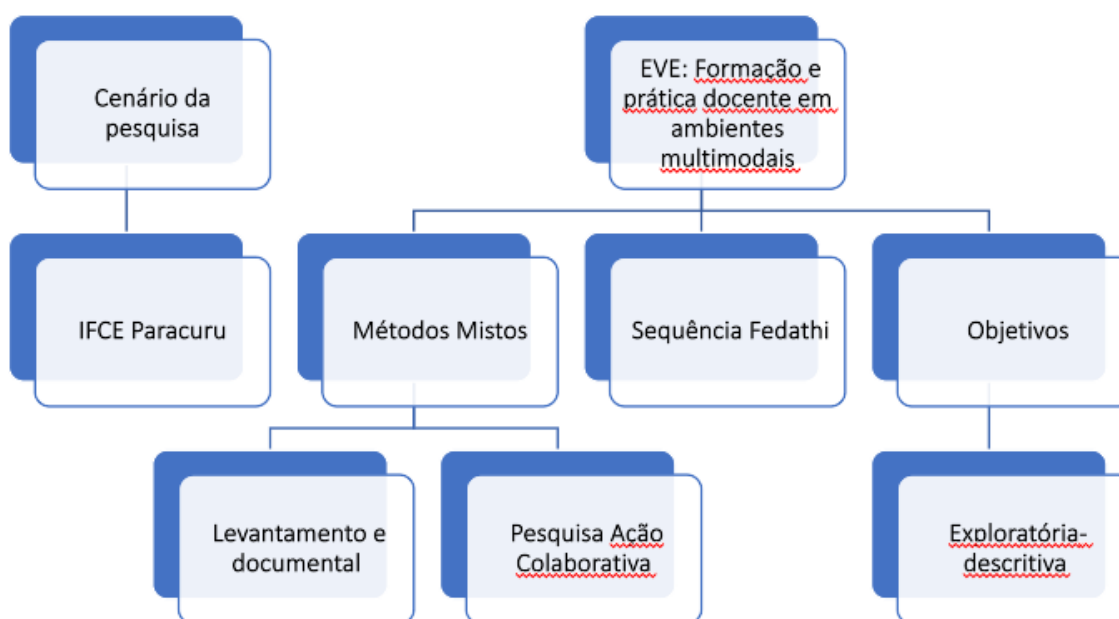 Cenário da
pesquisa
EVE: Formação e
prática docente em
ambientes
multimodais
IFCE Paracuru
Métodos Mistos
Sequência Fedathi
Objetivos
Levantamento e
documental
Pesquisa Ação
Colaborativa
Exploratória-
descritiva